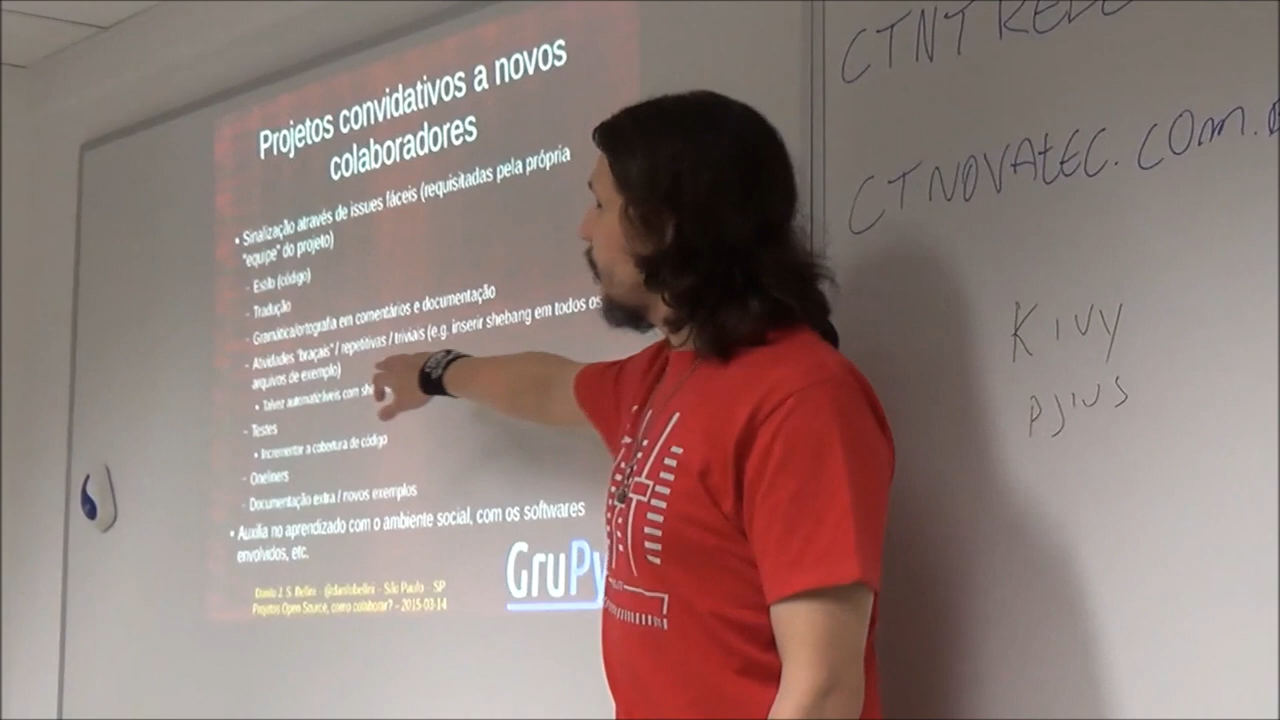 Projetos convidativos a novos
colaboradores
• Sinalização através de issues fáceis (requisitadas pela própria
"equipe" do projeto)
– Estilo (código)
– Tradução
– Gramática/ortografia em comentários e documentação
– Atividades "braçais" / repetitivas / triviais (e.g. inserir shebang em todos os
arquivos de exemplo)
• Talvez automatizáveis com
– Testes
• Incrementar a cobertura de código
– Oneliners
– Documentação extra / novos exemplos
• Auxilia no aprendizado com o ambiente social, com os softwares
envolvidos, etc.
Danilo J. S. Bellini – @danilobellini – São Paulo – SP
Projetos Open Source, como colaborar? – 2015-03-14
GruPy
CTNT
CTNOVATEC.COM.
KIVY
PJIUS